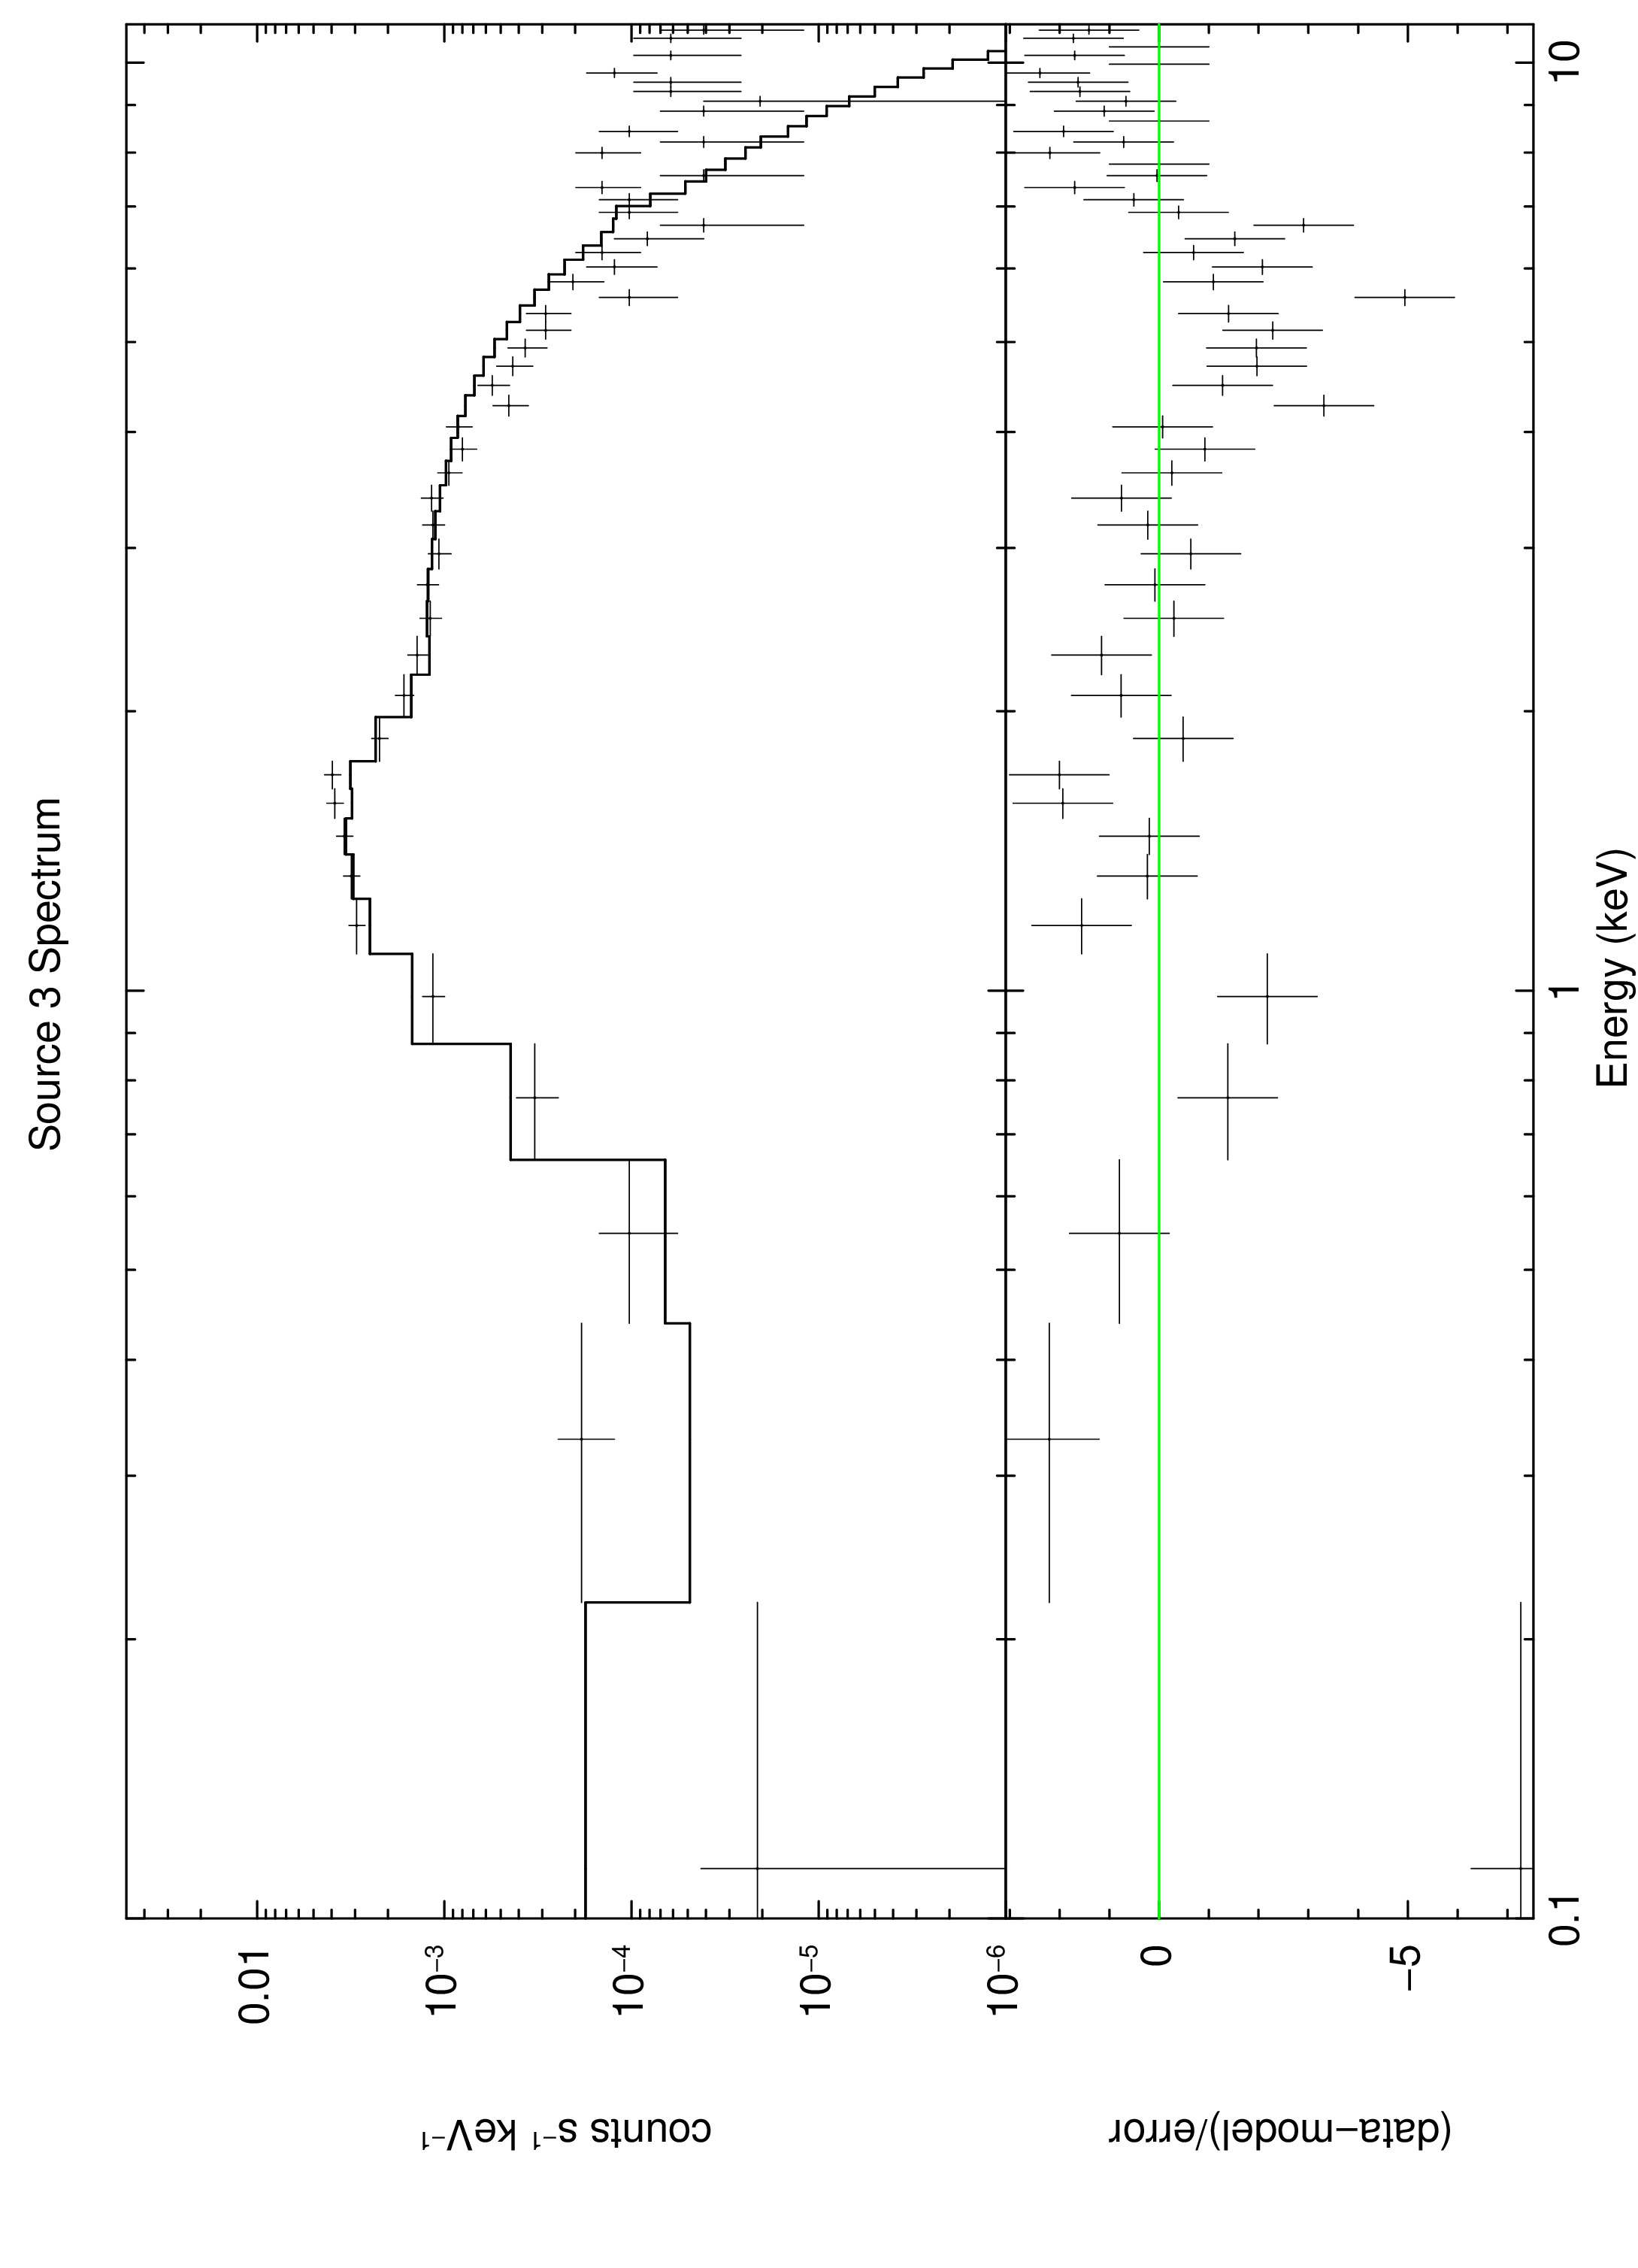 Source 3 Spectrum
counts s⁻¹ keV⁻¹
0.01
10⁻³
10⁻⁴
10⁻⁵
10⁻⁶
(data−model)/error
0
−5
0.1
1
10
Energy (keV)